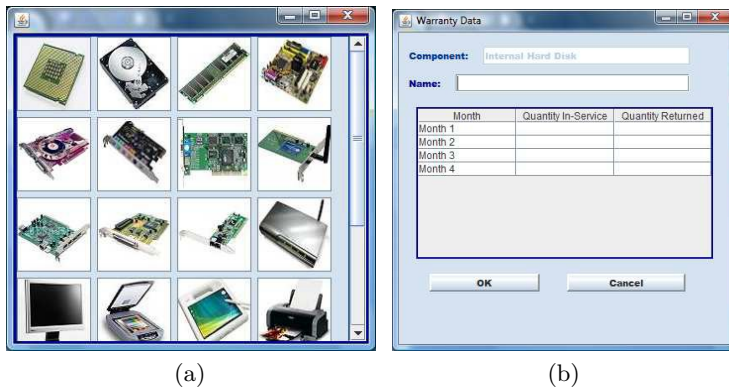 Warranty Data
Component: Internal Hard Disk
Name:
Month Quantity In-Service Quantity Returned
Month 1
Month 2
Month 3
Month 4
OK Cancel
(a) (b)